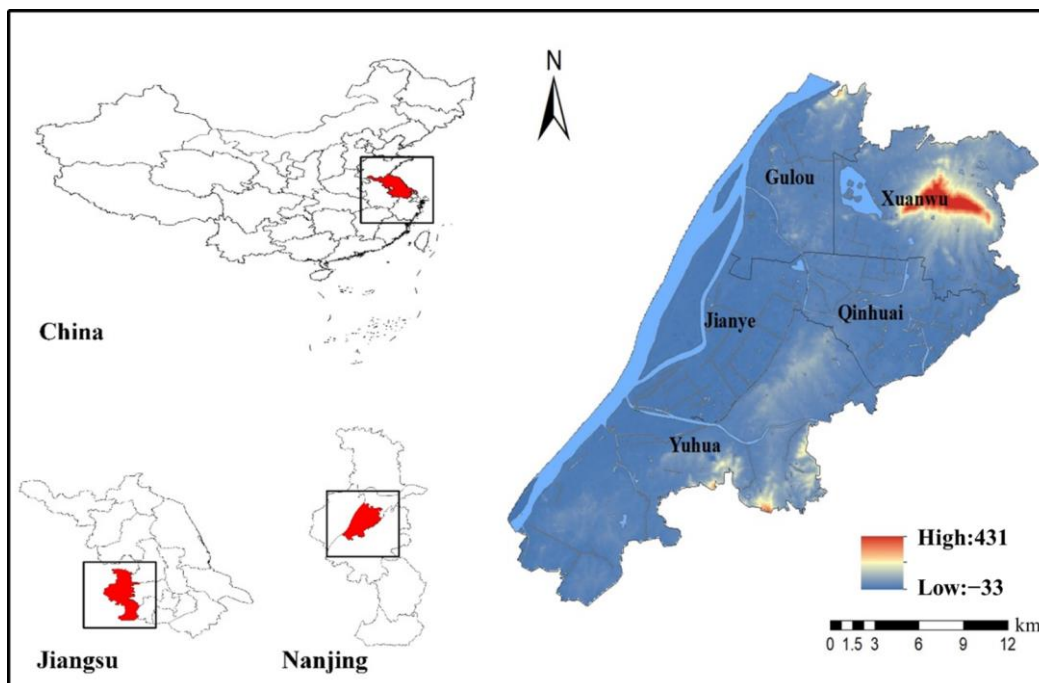 N
China
Gulou
Xuanwu
Jianye
Qinhuai
Yuhua
Jiangsu
Nanjing
High:431
Low:−33
km
0 1.5 3 6 9 12